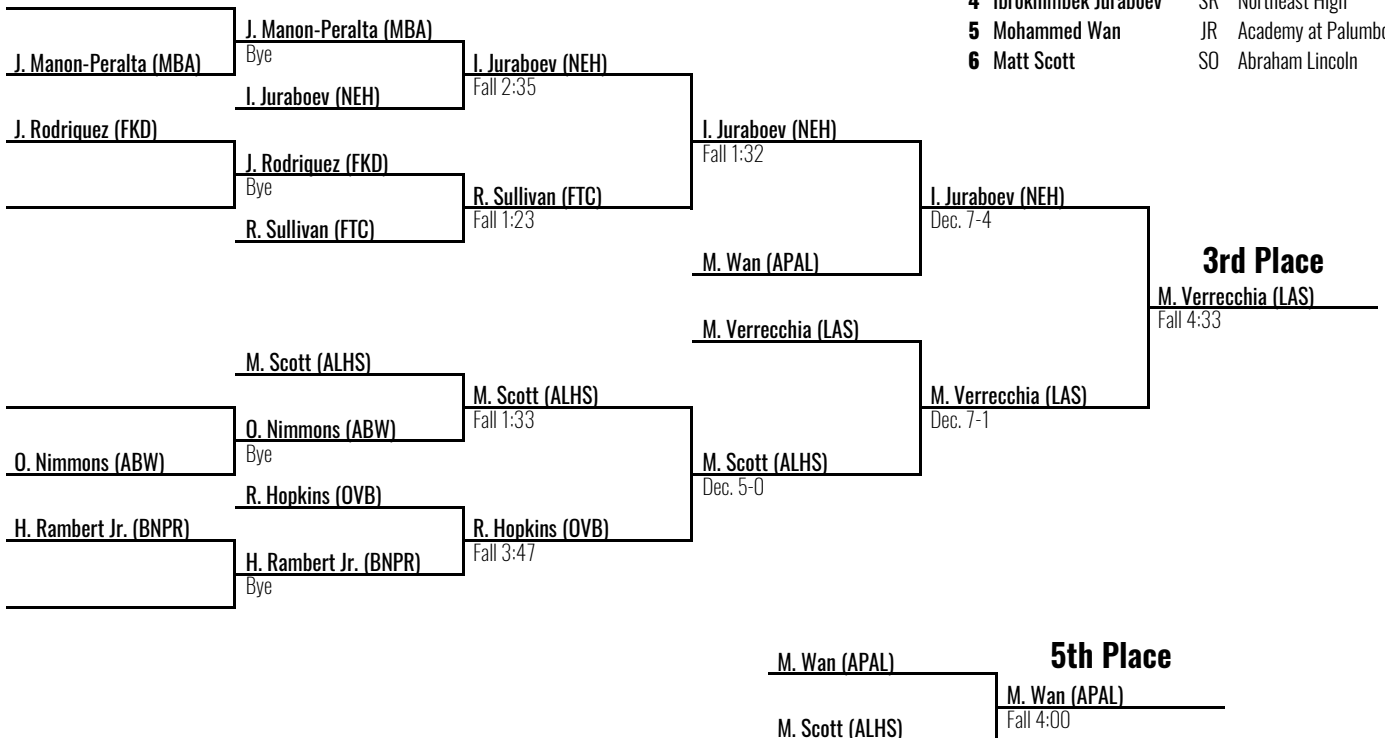 4 Ibrokhimbek Juraboev SR Northeast High
5 Mohammed Wan JR Academy at Palumbo
6 Matt Scott SO Abraham Lincoln
J. Manon-Peralta (MBA)
Bye
J. Manon-Peralta (MBA)
I. Juraboev (NEH)
Fall 2:35
I. Juraboev (NEH)
J. Rodriquez (FKD)
I. Juraboev (NEH)
Fall 1:32
J. Rodriquez (FKD)
Bye
R. Sullivan (FTC)
Fall 1:23
I. Juraboev (NEH)
Dec. 7-4
R. Sullivan (FTC)
M. Wan (APAL)
3rd Place
M. Verrecchia (LAS)
Fall 4:33
M. Verrecchia (LAS)
M. Scott (ALHS)
M. Scott (ALHS)
Fall 1:33
M. Verrecchia (LAS)
Dec. 7-1
O. Nimmons (ABW)
Bye
O. Nimmons (ABW)
M. Scott (ALHS)
Dec. 5-0
R. Hopkins (OVB)
H. Rambert Jr. (BNPR)
R. Hopkins (OVB)
Fall 3:47
H. Rambert Jr. (BNPR)
Bye
5th Place
M. Wan (APAL)
M. Wan (APAL)
Fall 4:00
M. Scott (ALHS)